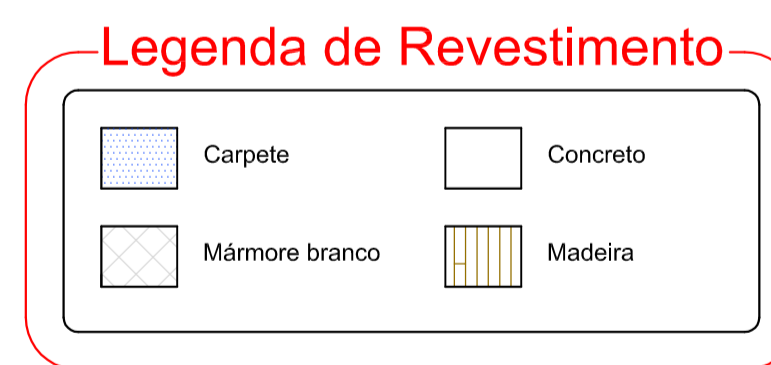 Legenda de Revestimento
Carpete
Concreto
Mármore branco
Madeira